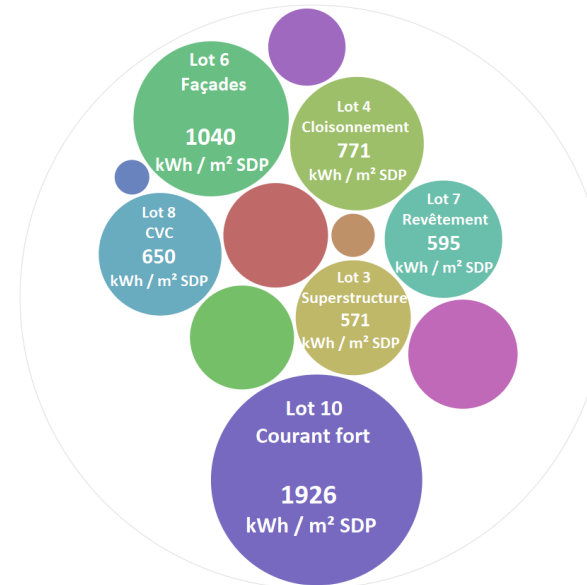 Lot 6
Façades
1040
kWh / m² SDP
Lot 4
Cloisonnement
771
kWh / m² SDP
Lot 8
CVC
650
kWh / m² SDP
Lot 7
Revêtement
595
kWh / m² SDP
Lot 3
Superstructure
571
kWh / m² SDP
Lot 10
Courant fort
1926
kWh / m² SDP